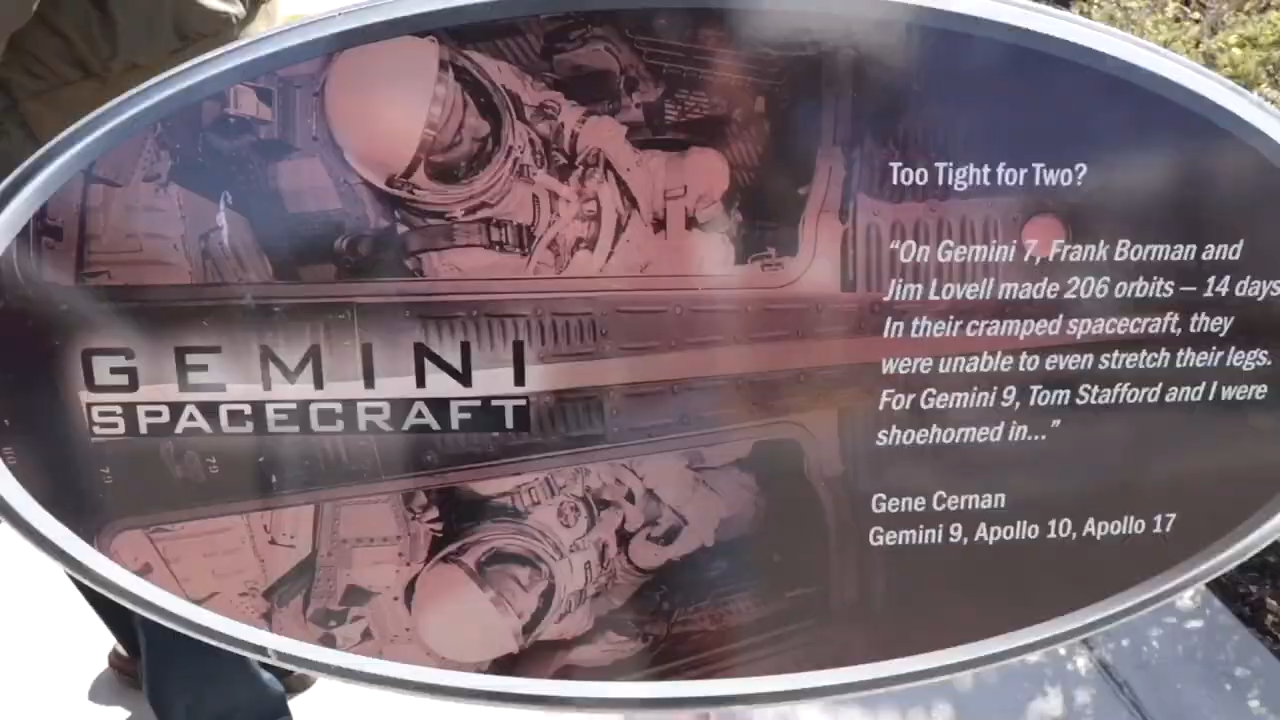 Too Tight for Two?
“On Gemini 7, Frank Borman and
Jim Lovell made 206 orbits – 14 days
In their cramped spacecraft, they
were unable to even stretch their legs.
For Gemini 9, Tom Stafford and I were
shoehorned in...”
Gene Cernan
Gemini 9, Apollo 10, Apollo 17
GEMINI
SPACECRAFT
79
79